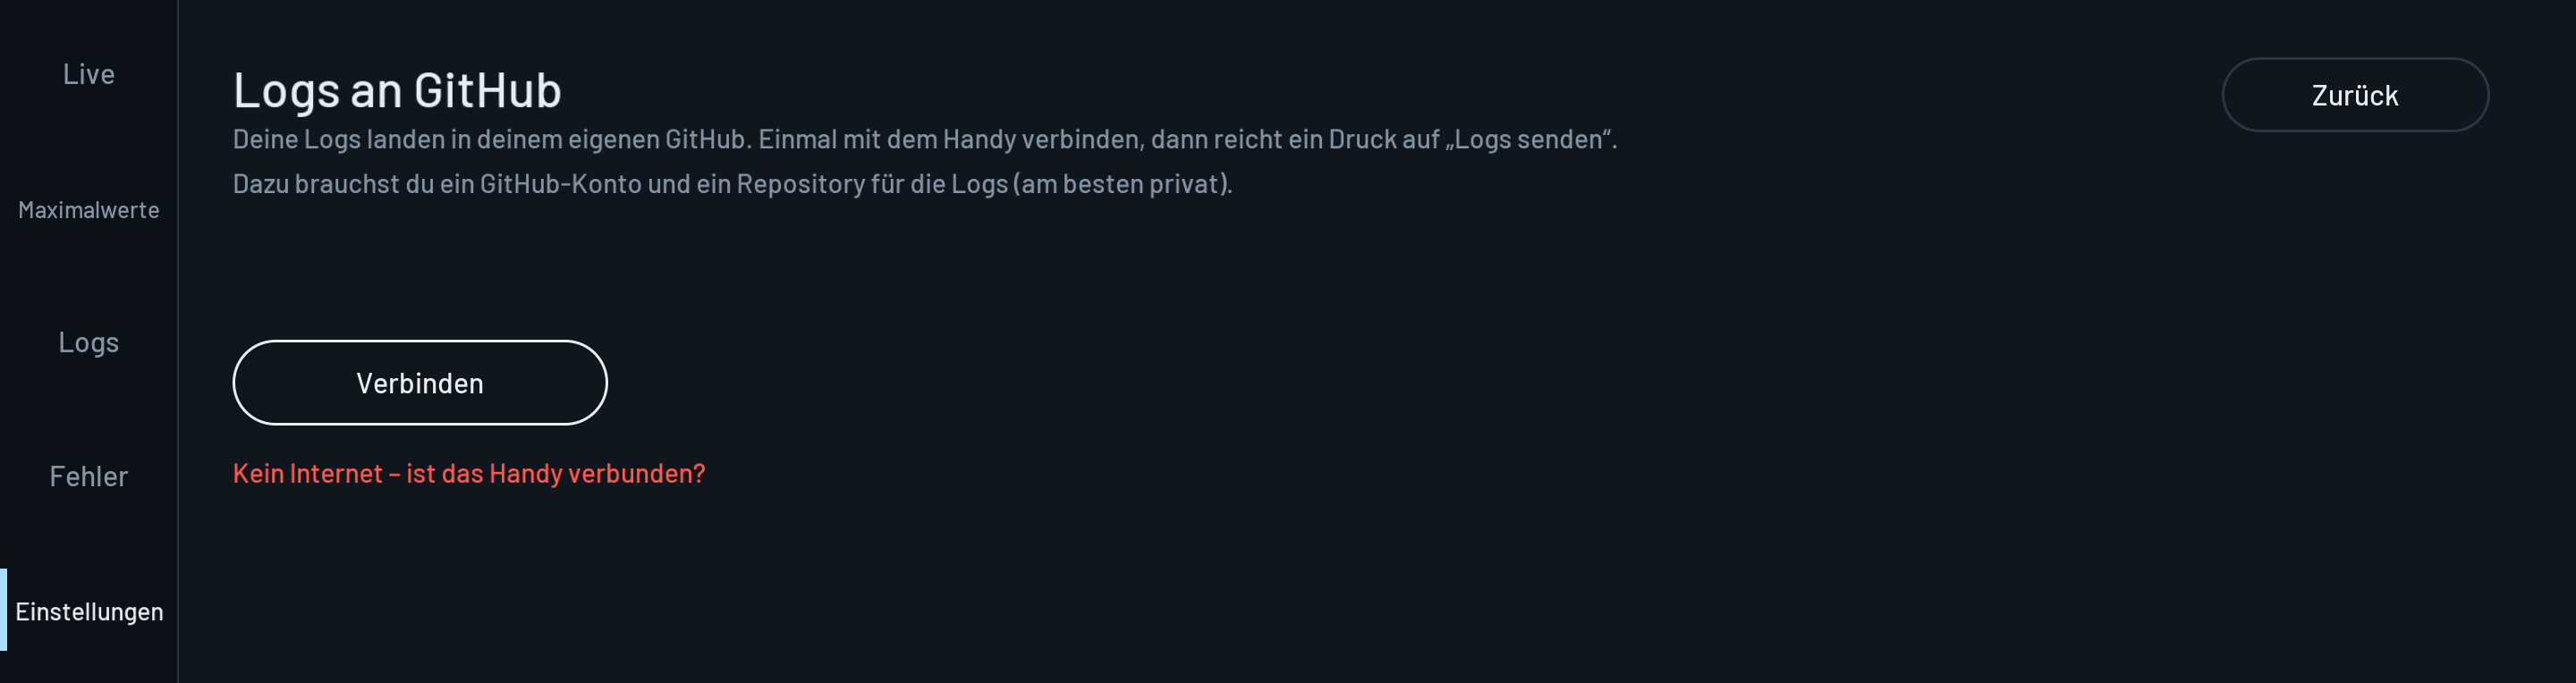 Live
Maximalwerte
Logs
Fehler
Einstellungen
Logs an GitHub
Deine Logs landen in deinem eigenen GitHub. Einmal mit dem Handy verbinden, dann reicht ein Druck auf „Logs senden“.
Dazu brauchst du ein GitHub-Konto und ein Repository für die Logs (am besten privat).
Zurück
Verbinden
Kein Internet – ist das Handy verbunden?